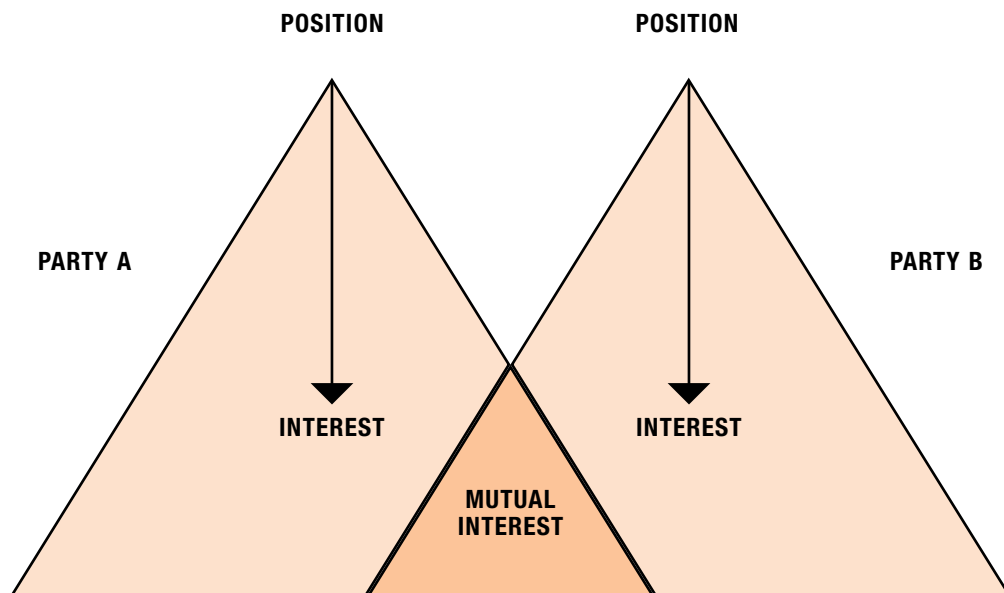 POSITION
POSITION
PARTY A
PARTY B
INTEREST
INTEREST
MUTUAL
INTEREST